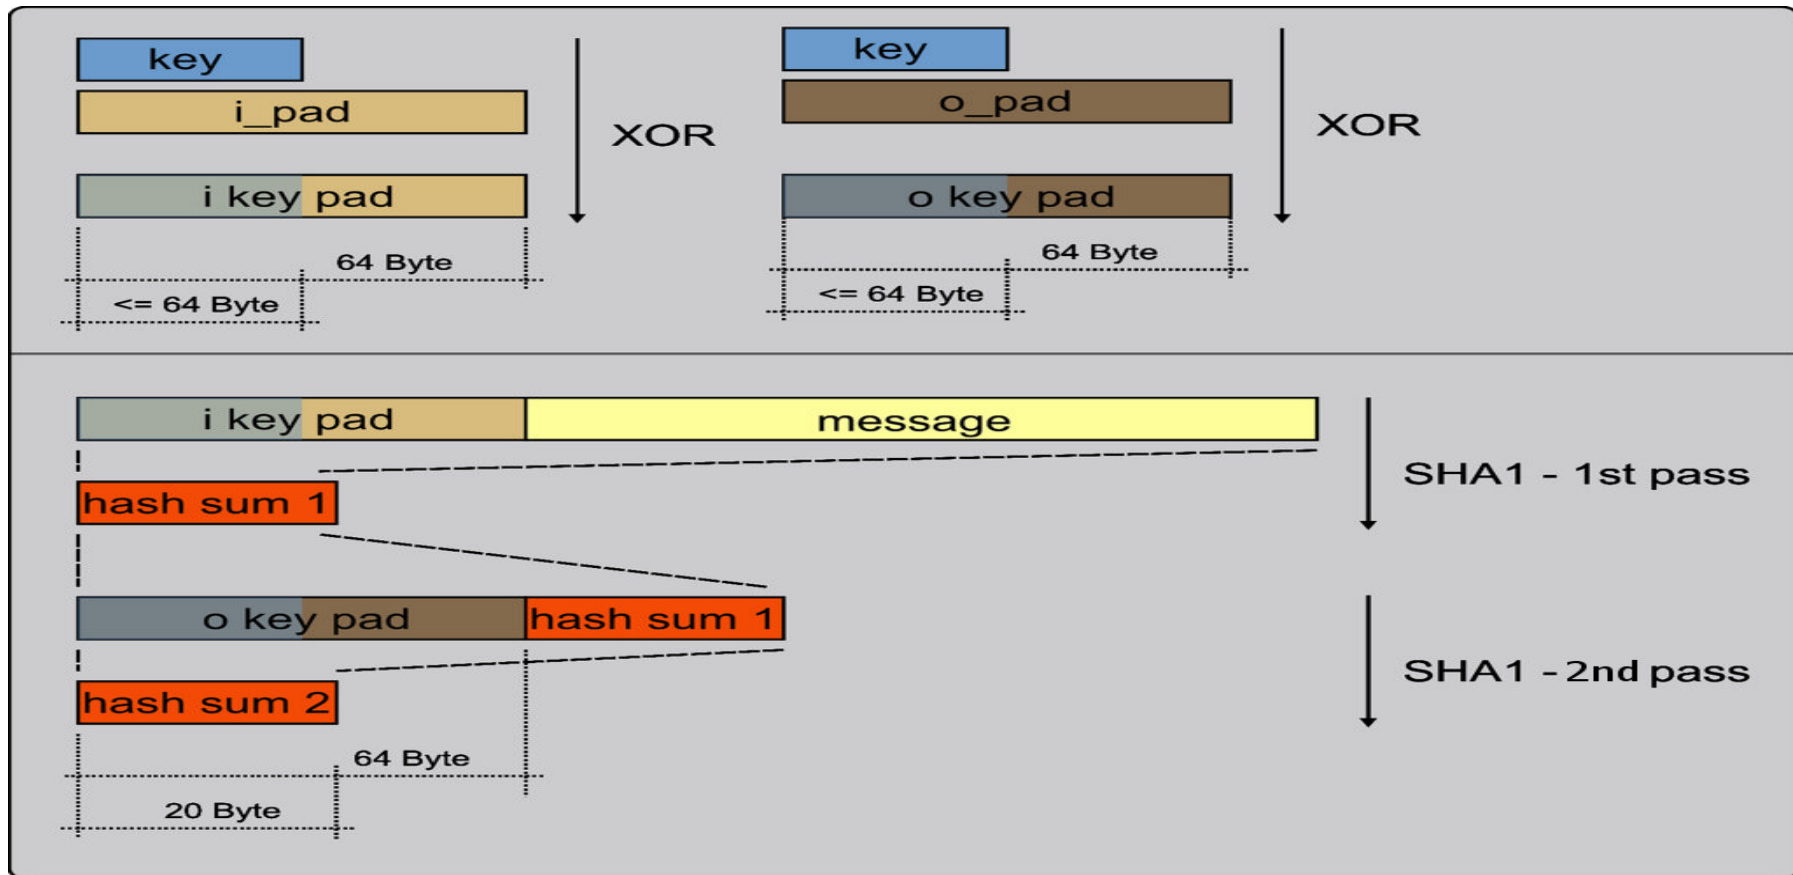 key
i_pad
i key pad
XOR
64 Byte
<= 64 Byte
key
o_pad
o key pad
XOR
64 Byte
<= 64 Byte
i key pad message
SHA1 - 1st pass
hash sum 1
o key pad hash sum 1
SHA1 - 2nd pass
hash sum 2
64 Byte
20 Byte